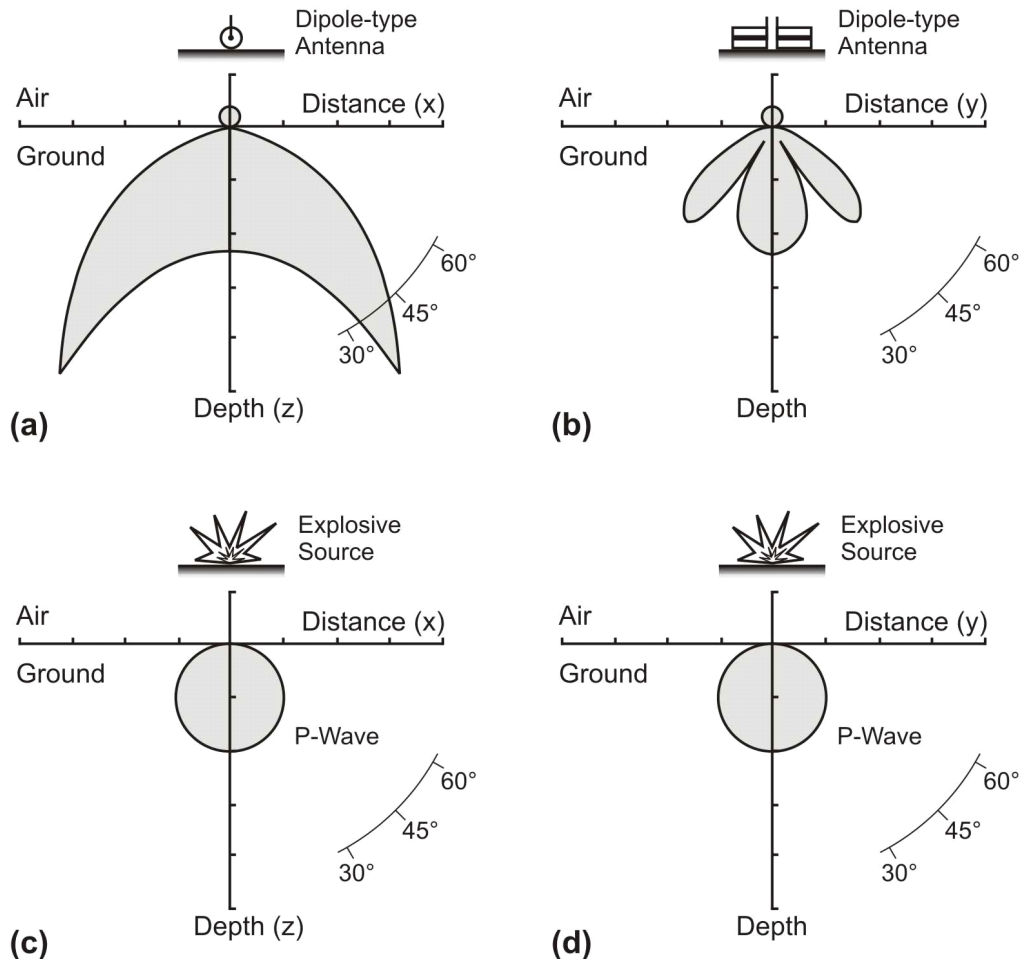 Dipole-type
Antenna
Air
Distance (x)
Ground
60°
45°
30°
Depth (z)
(a)
Dipole-type
Antenna
Air
Distance (y)
Ground
60°
45°
30°
Depth
(b)
Explosive
Source
Air
Distance (x)
Ground
P-Wave
60°
45°
30°
Depth (z)
(c)
Explosive
Source
Air
Distance (y)
Ground
P-Wave
60°
45°
30°
Depth
(d)